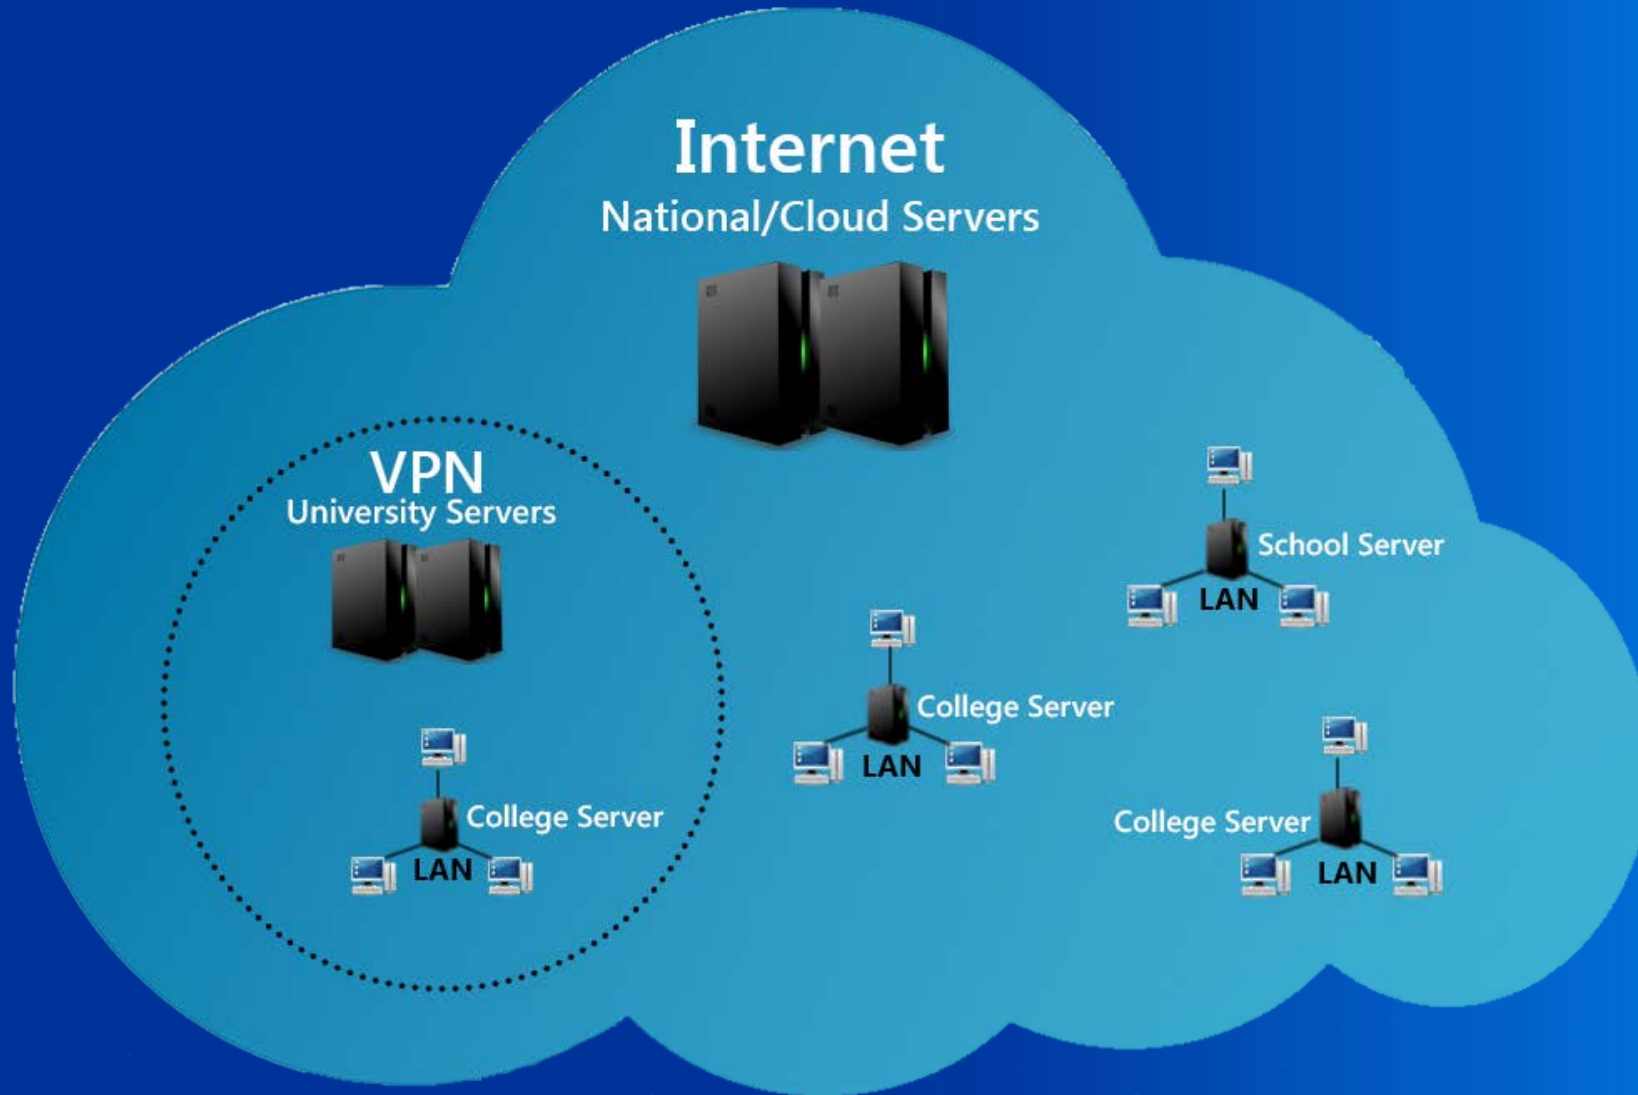 Internet
National/Cloud Servers
VPN
University Servers
College Server
LAN
College Server
LAN
School Server
LAN
College Server
LAN